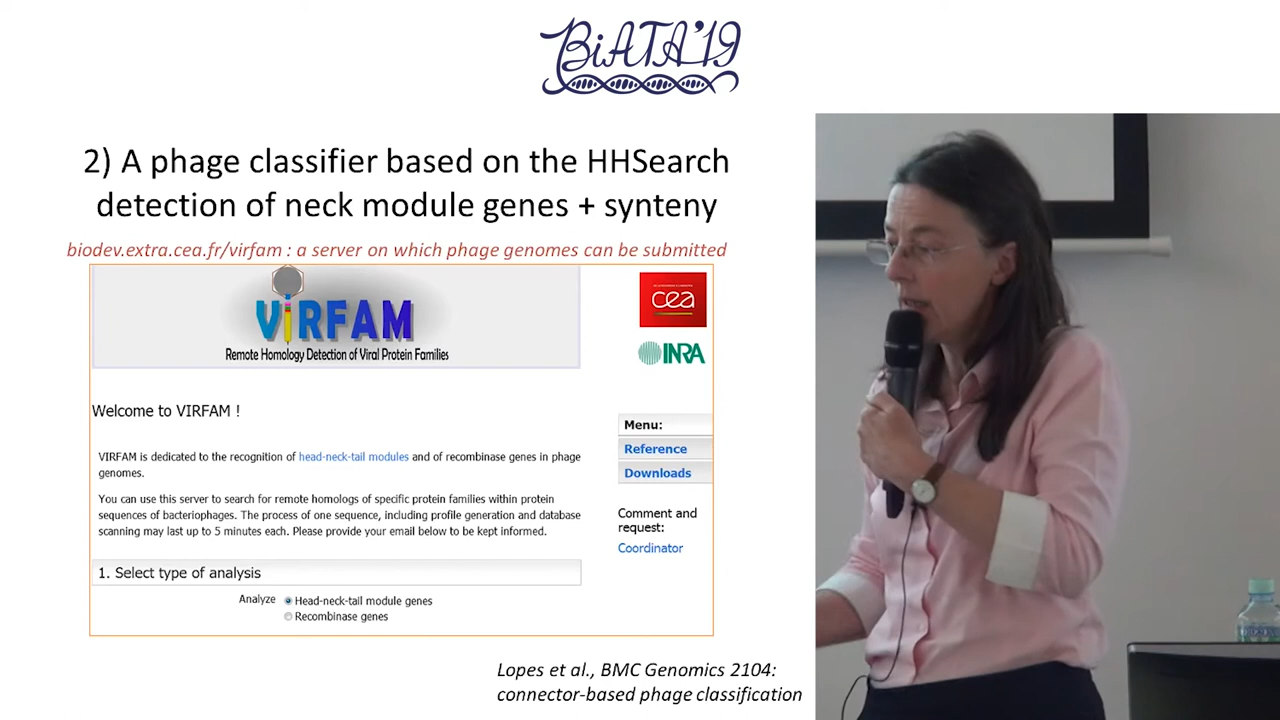 BiATA'19
2) A phage classifier based on the HHSearch
detection of neck module genes + synteny
biodev.extra.cea.fr/virfam : a server on which phage genomes can be submitted
ViRFAM
Remote Homology Detection of Viral Protein Families
cea
INRA
Welcome to VIRFAM !
VIRFAM is dedicated to the recognition of head-neck-tail modules and of recombinase genes in phage
genomes.
You can use this server to search for remote homologs of specific protein families within protein
sequences of bacteriophages. The process of one sequence, including profile generation and database
scanning may last up to 5 minutes each. Please provide your email below to be kept informed.
Menu:
Reference
Downloads
Comment and
request:
Coordinator
1. Select type of analysis
Analyze Head-neck-tail module genes
Recombinase genes
Lopes et al., BMC Genomics 2104:
connector-based phage classification